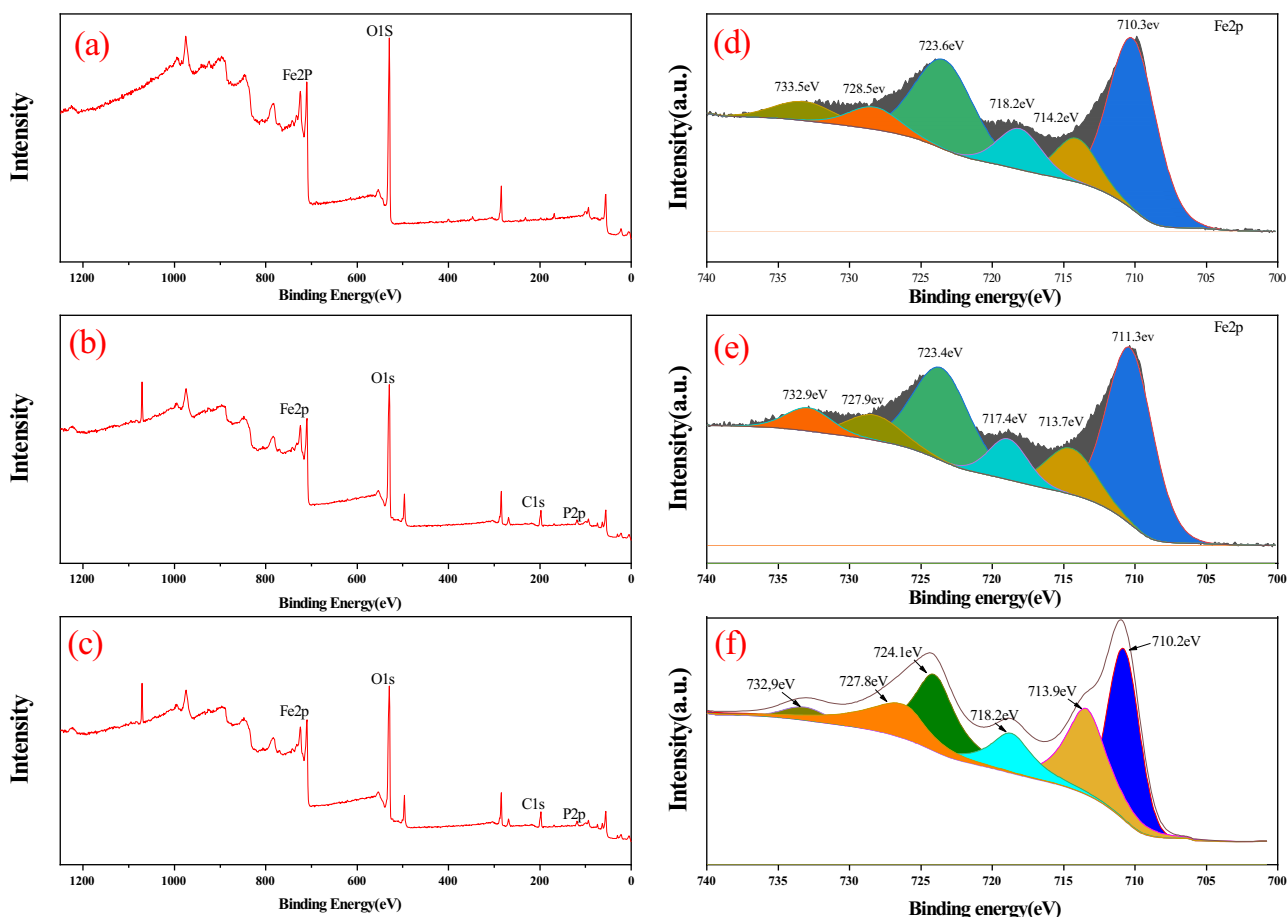 (a)
O1S
Fe2P
Intensity
1200 1000 800 600 400 200 0
Binding Energy(eV)
(d)
710.3ev
Fe2p
723.6eV
733.5eV
728.5ev
718.2eV
714.2eV
Intensity(a.u.)
740 735 730 725 720 715 710 705 700
Binding energy(eV)
(b)
O1s
Fe2p
C1s
P2p
Intensity
1200 1000 800 600 400 200 0
Binding Energy(eV)
(e)
711.3ev
Fe2p
723.4eV
732.9eV
727.9ev
717.4eV
713.7eV
Intensity(a.u.)
740 735 730 725 720 715 710 705 700
Binding energy(eV)
(c)
O1s
Fe2p
C1s
P2p
Intensity
1200 1000 800 600 400 200 0
Binding Energy(eV)
(f)
710.2eV
724.1eV
732,9eV
727.8eV
718.2eV
713.9eV
Intensity(a.u.)
740 735 730 725 720 715 710 705 700
Binding energy(eV)